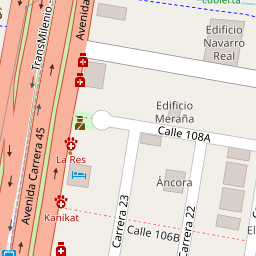 cubierta
TransMilenio
Avenida
Edificio
Navarro
Real
Edificio
Meraña
Calle 108A
La Res
Avenida Carrera 45
Áncora
Kanikat
Carrera 23
Carrera 22
Calle 106B
El